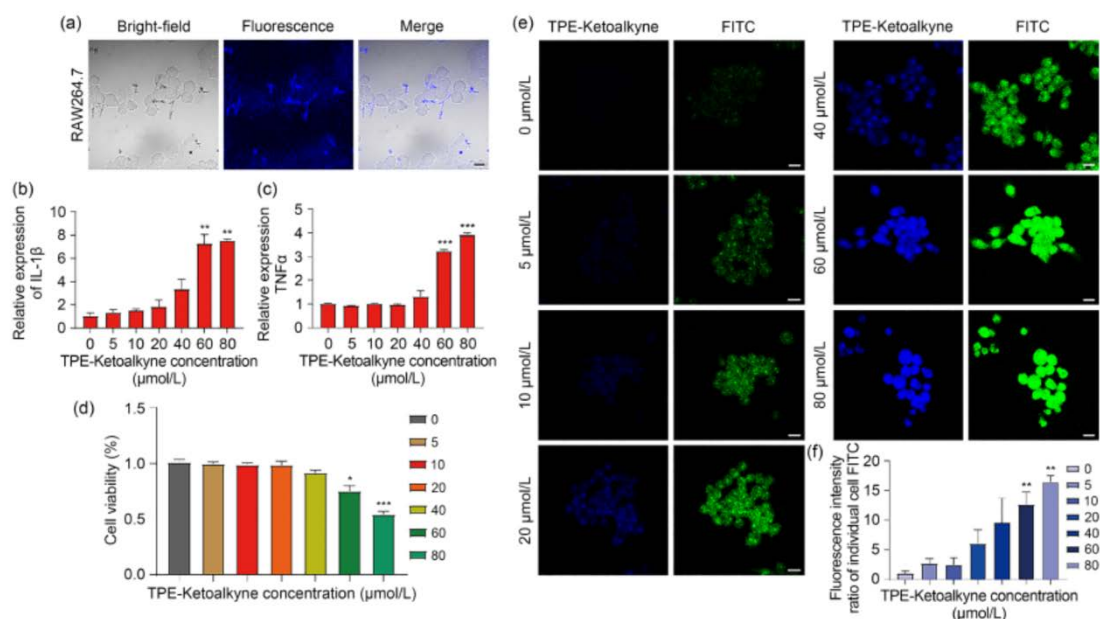 (a)
Bright-field Fluorescence Merge
RAW264.7
(b)
Relative expression
of IL-1β
10
8
6
4
2
0
** **
0 5 10 20 40 60 80
TPE-Ketoalkyne concentration
(μmol/L)
(c)
Relative expression
TNFα
5
4
3
2
1
0
*** ***
0 5 10 20 40 60 80
TPE-Ketoalkyne concentration
(μmol/L)
(d)
Cell viability (%)
1.5
1.0
0.5
0.0
* ***
TPE-Ketoalkyne concentration (μmol/L)
0
5
10
20
40
60
80
(e)
TPE-Ketoalkyne FITC
0 μmol/L
5 μmol/L
10 μmol/L
20 μmol/L
TPE-Ketoalkyne FITC
40 μmol/L
60 μmol/L
80 μmol/L
(f)
Fluorescence intensity
ratio of individual cell FITC
20
15
10
5
0
** **
TPE-Ketoalkyne concentration
(μmol/L)
0
5
10
20
40
60
80